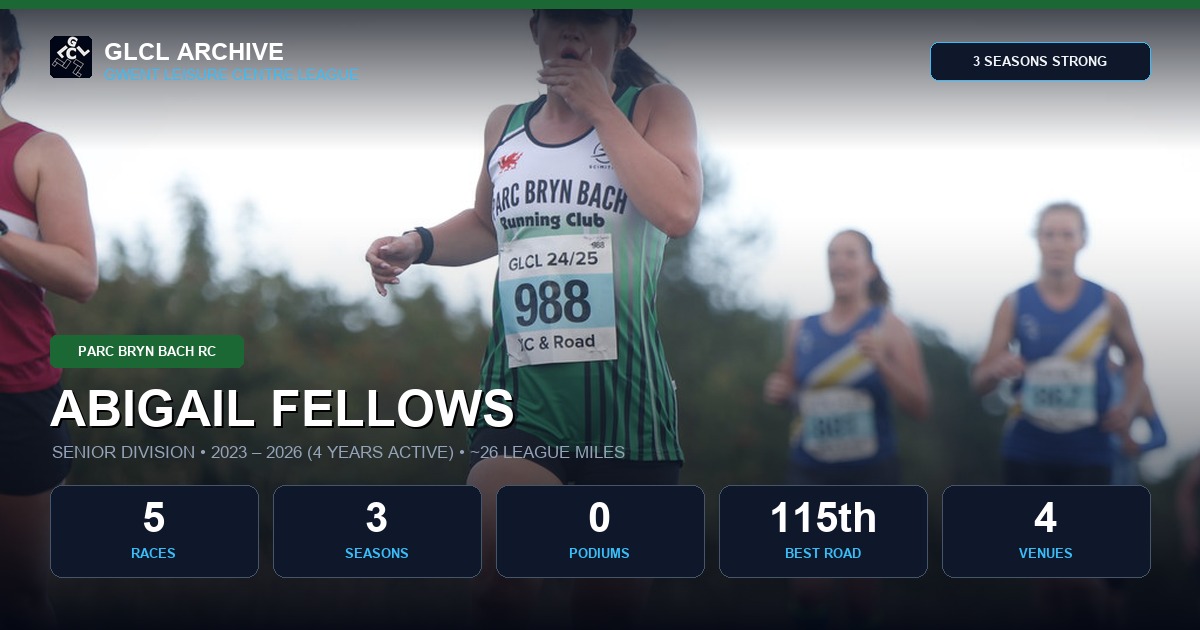 GLCL ARCHIVE
GWENT LEISURE CENTRE LEAGUE
3 SEASONS STRONG
SCIMITAR
PARC BRYN BACH
Running Club
988
GLCL 24/25
988
XC & Road
PARC BRYN BACH RC
ABIGAIL FELLOWS
SENIOR DIVISION • 2023 – 2026 (4 YEARS ACTIVE) • ~26 LEAGUE MILES
5
RACES
3
SEASONS
0
PODIUMS
115th
BEST ROAD
4
VENUES